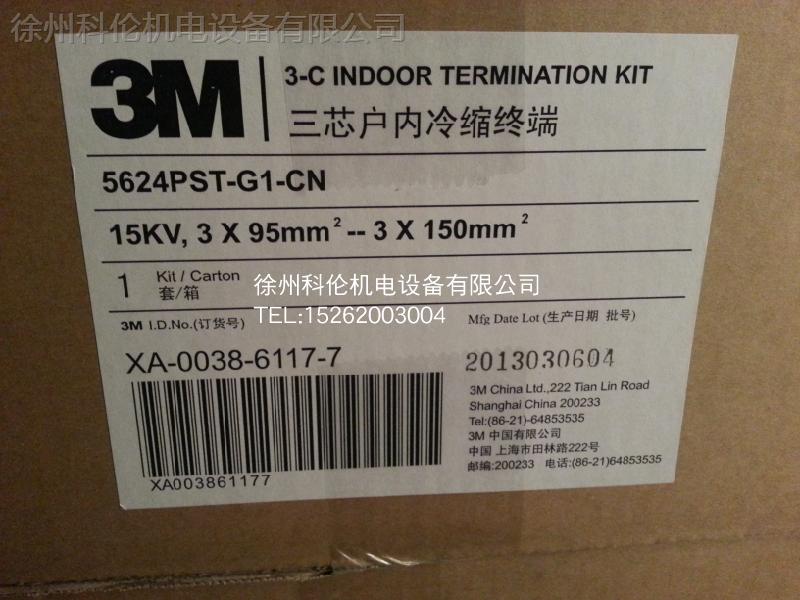 徐州科伦机电设备有限公司
3M
3-C INDOOR TERMINATION KIT
三芯户内冷缩终端
5624PST-G1-CN
15KV, 3 X 95mm² -- 3 X 150mm²
1 Kit / Carton
套/箱
徐州科伦机电设备有限公司
TEL:15262003004
3M I.D.No.(订货号)
Mfg Date Lot (生产日期 批号)
XA-0038-6117-7
2013030604
XA003861177
3M China Ltd.,222 Tian Lin Road
Shanghai China 200233
Tel:(86-21)-64853535
3M 中国有限公司
中国 上海市田林路222号
邮编:200233 电话:(86-21)64853535